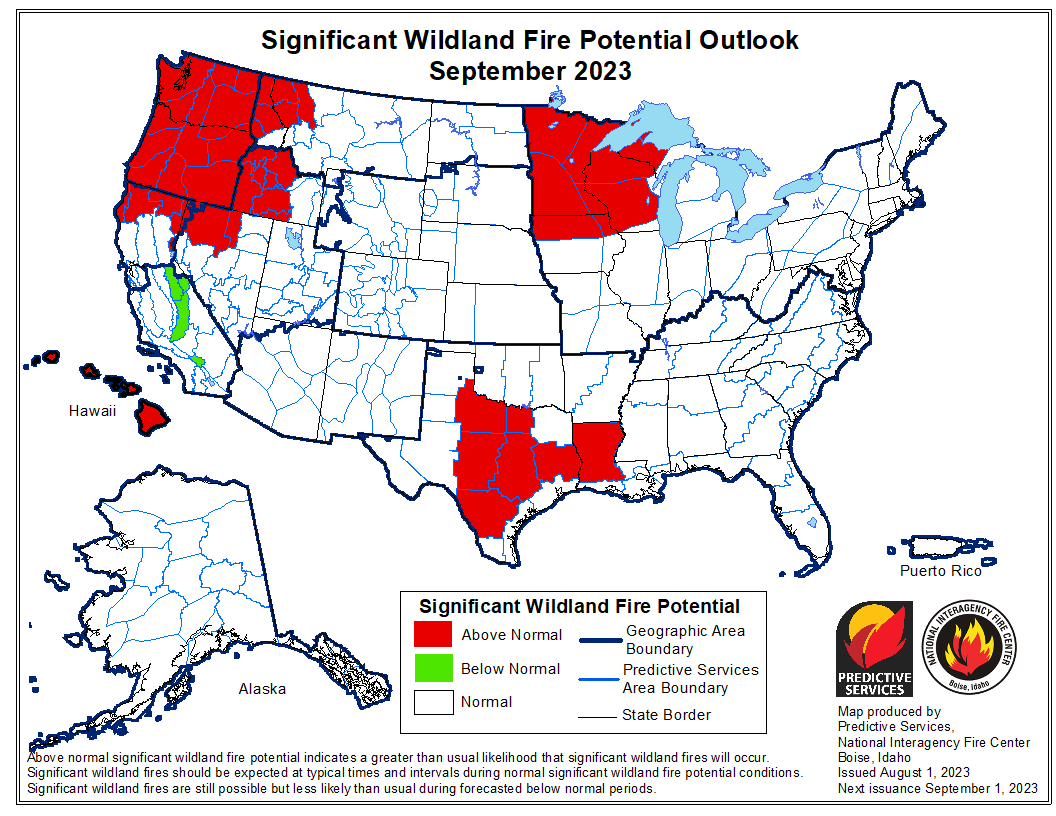 Significant Wildland Fire Potential Outlook
September 2023
Hawaii
Alaska
Puerto Rico
Significant Wildland Fire Potential
Above Normal
Below Normal
Normal
Geographic Area
Boundary
Predictive Services
Area Boundary
State Border
PREDICTIVE
SERVICES
NATIONAL INTERAGENCY FIRE CENTER
Boise, Idaho
Map produced by
Predictive Services,
National Interagency Fire Center
Boise, Idaho
Issued August 1, 2023
Next issuance September 1, 2023
Above normal significant wildland fire potential indicates a greater than usual likelihood that significant wildland fires will occur.
Significant wildland fires should be expected at typical times and intervals during normal significant wildland fire potential conditions.
Significant wildland fires are still possible but less likely than usual during forecasted below normal periods.